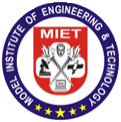 MODEL INSTITUTE OF ENGINEERING & TECHNOLOGY
MIET